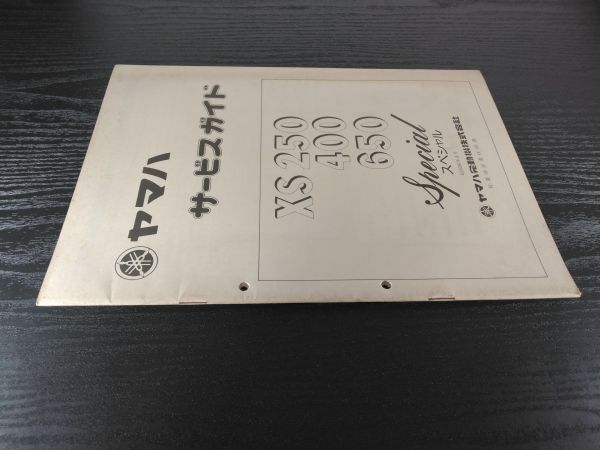 ヤマハ
サービスガイド
XS 250
400
650
Special
スペシャル
ヤマハ発動機株式会社